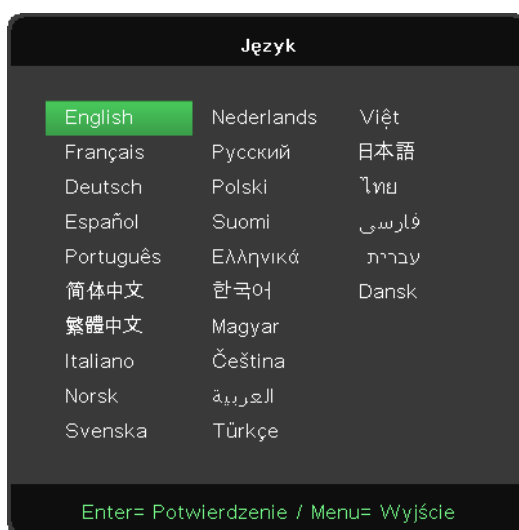 Język
English
Français
Deutsch
Español
Português
简体中文
繁體中文
Italiano
Norsk
Svenska
Nederlands
Русский
Polski
Suomi
Ελληνικά
한국어
Magyar
Čeština
العربية
Türkçe
Việt
日本語
ไทย
فارسی
עברית
Dansk
Enter= Potwierdzenie / Menu= Wyjście